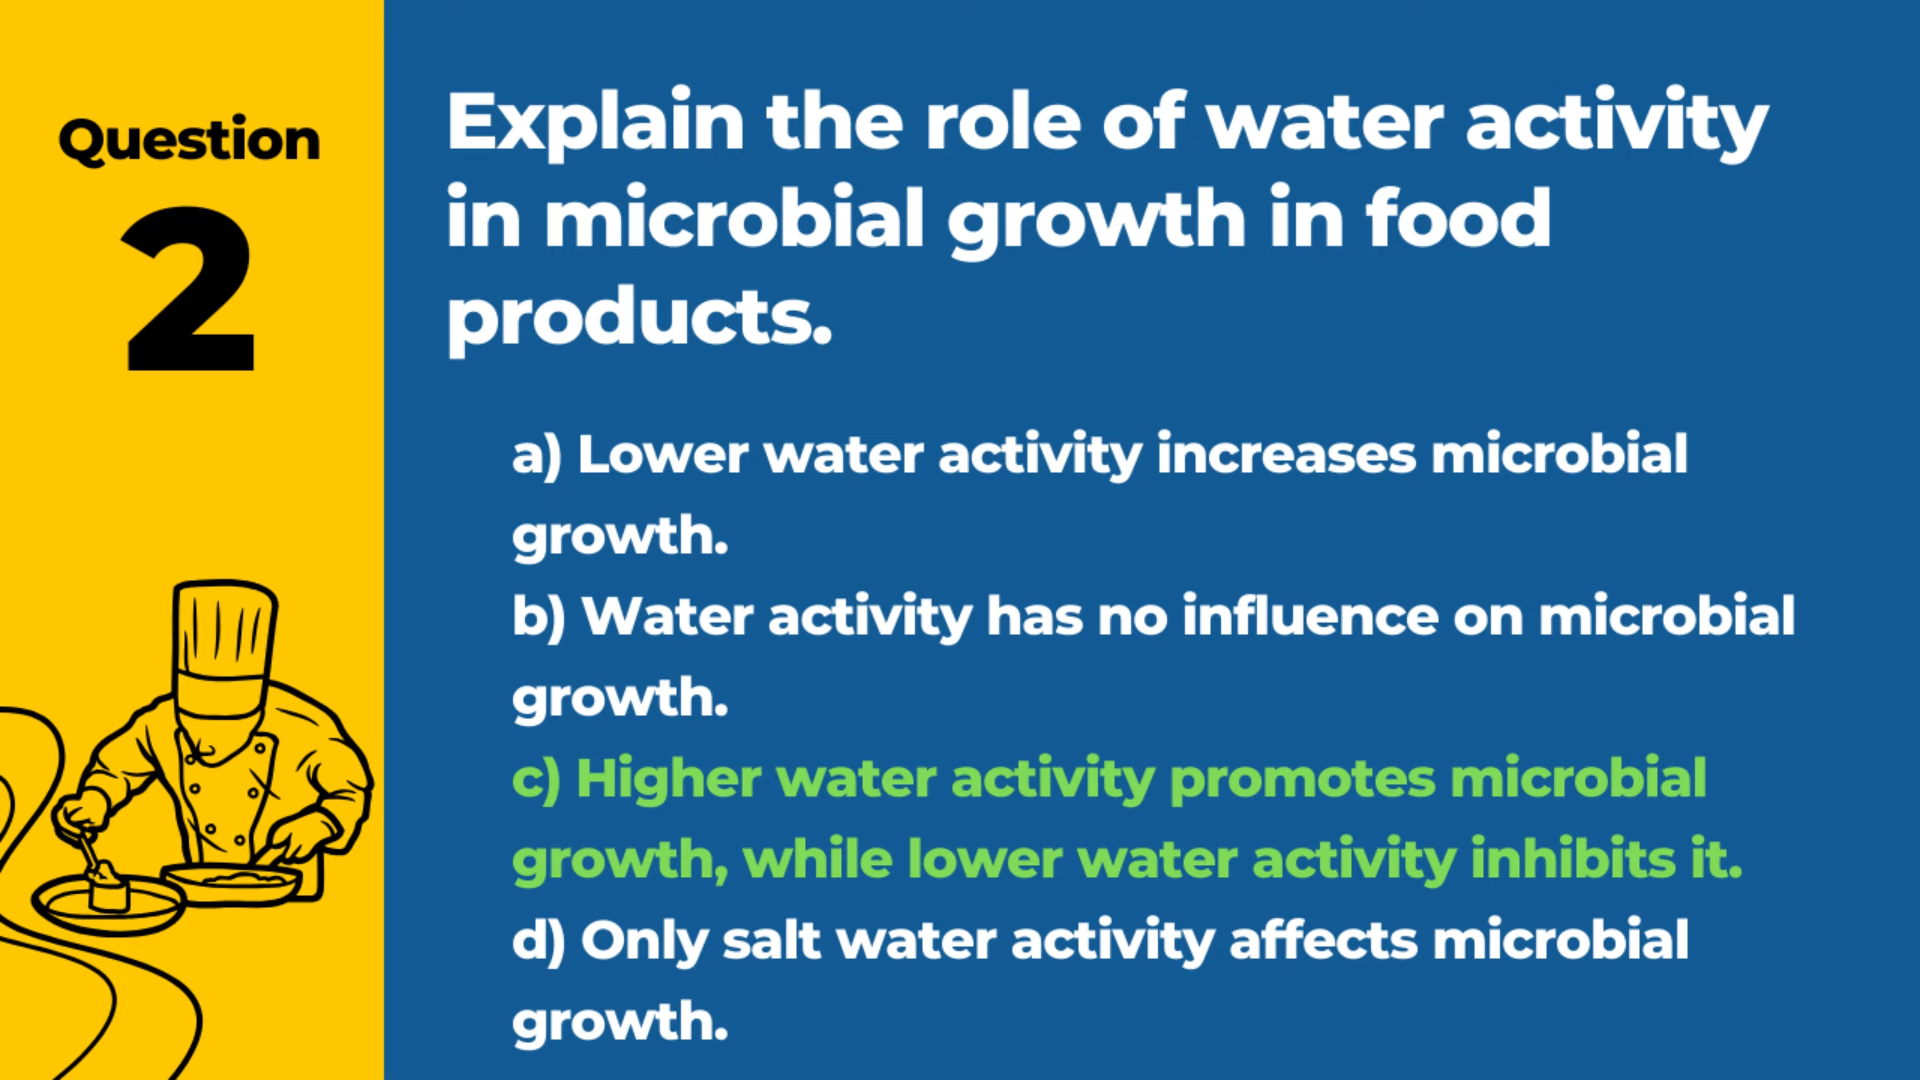 Question
2
Explain the role of water activity
in microbial growth in food
products.
a) Lower water activity increases microbial
growth.
b) Water activity has no influence on microbial
growth.
c) Higher water activity promotes microbial
growth, while lower water activity inhibits it.
d) Only salt water activity affects microbial
growth.